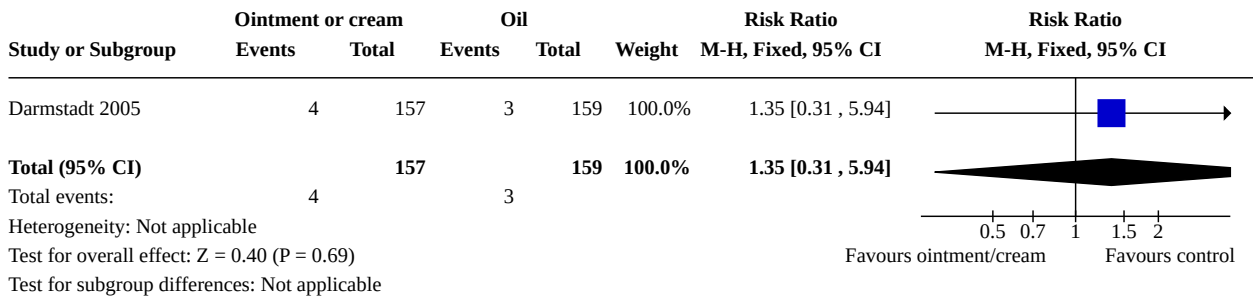 Ointment or cream Oil Risk Ratio Risk Ratio
Study or Subgroup Events Total Events Total Weight M-H, Fixed, 95% CI M-H, Fixed, 95% CI
Darmstadt 2005 4 157 3 159 100.0% 1.35 [0.31 , 5.94]
Total (95% CI) 157 159 100.0% 1.35 [0.31 , 5.94]
Total events: 4 3
Heterogeneity: Not applicable
0.5 0.7 1 1.5 2
Test for overall effect: Z = 0.40 (P = 0.69) Favours ointment/cream Favours control
Test for subgroup differences: Not applicable